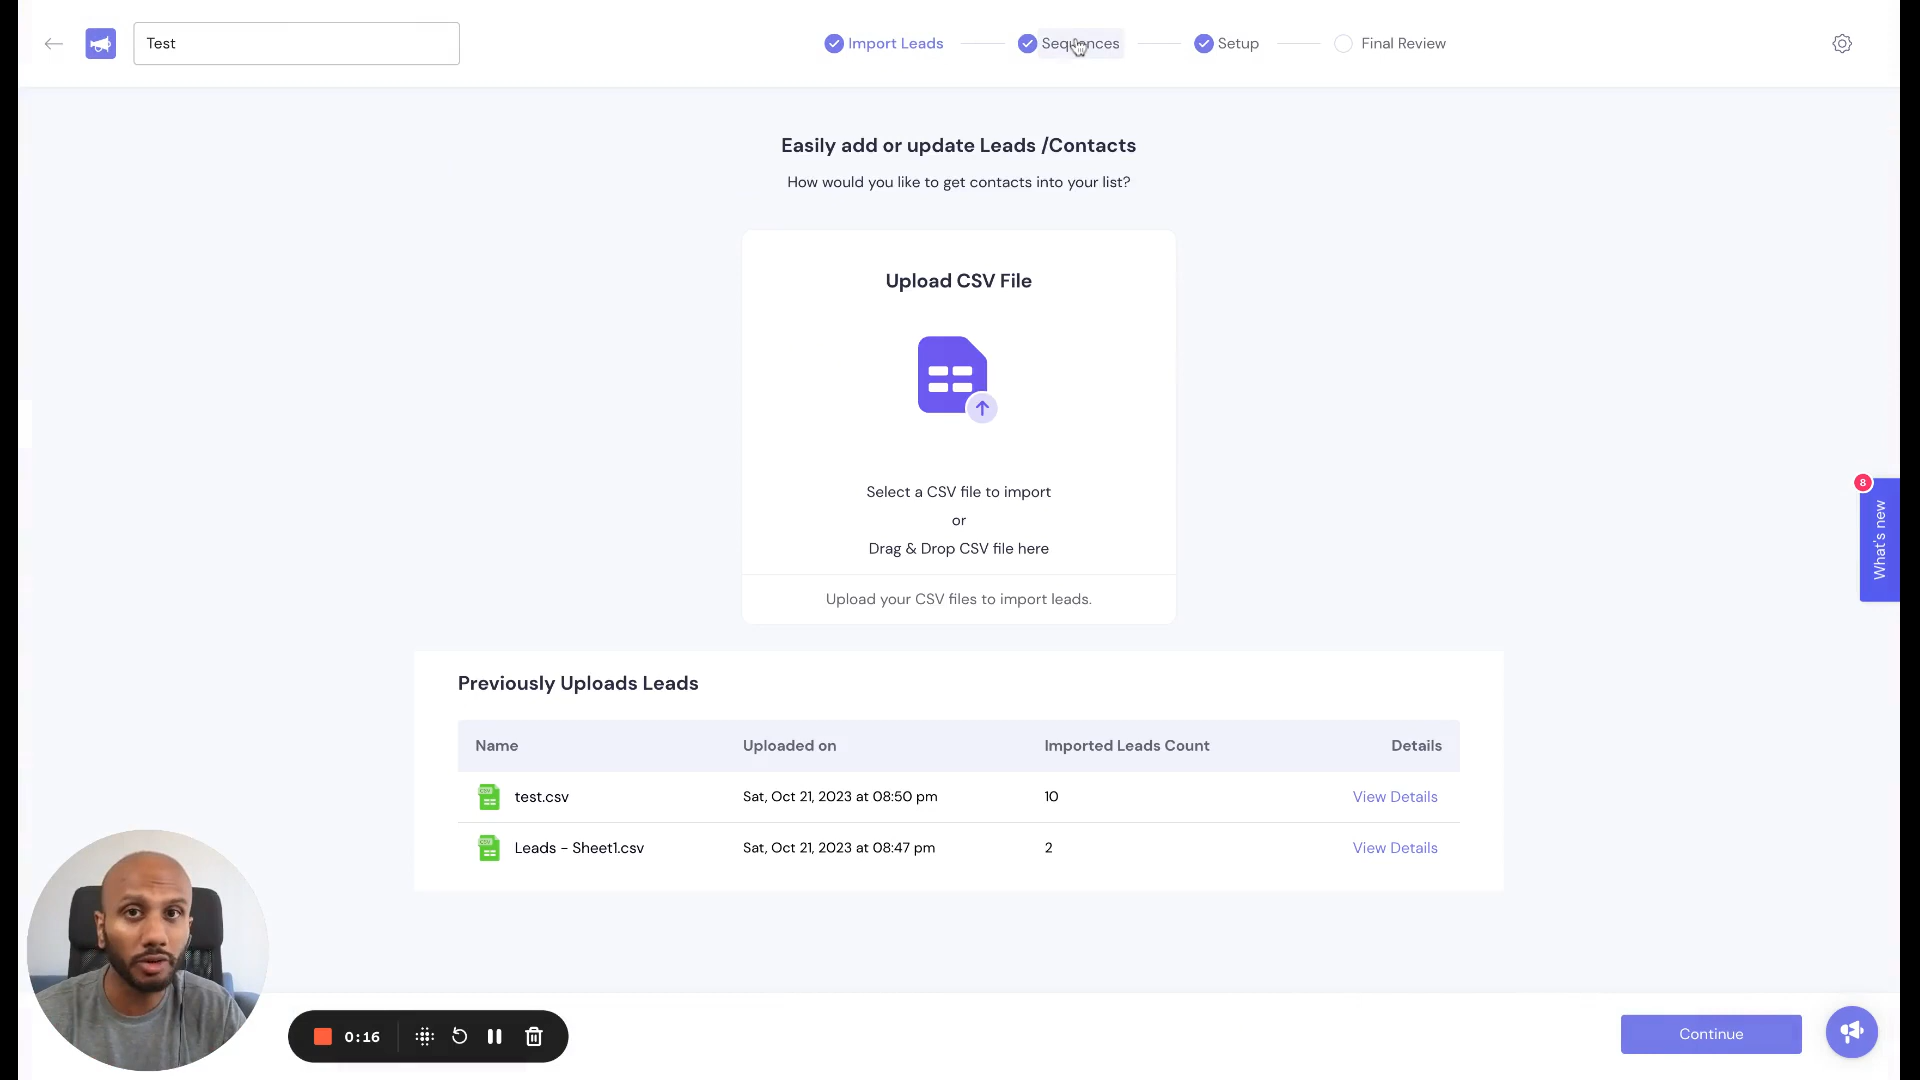 Test
Import Leads
Sequences
Setup
Final Review
Easily add or update Leads /Contacts
How would you like to get contacts into your list?
Upload CSV File
Select a CSV file to import
or
Drag & Drop CSV file here
Upload your CSV files to import leads.
8
What's new
Previously Uploads Leads
Name Uploaded on Imported Leads Count Details
test.csv Sat, Oct 21, 2023 at 08:50 pm 10 View Details
Leads - Sheet1.csv Sat, Oct 21, 2023 at 08:47 pm 2 View Details
0:16
Continue